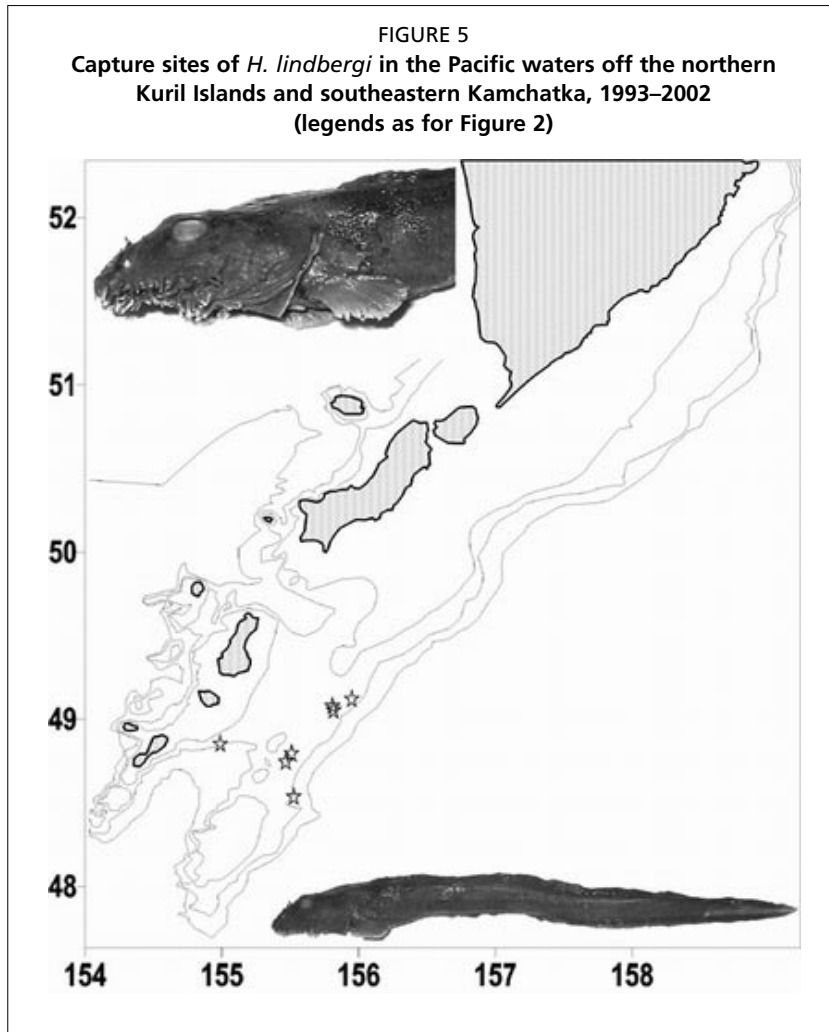 FIGURE 5
Capture sites of H. lindbergi in the Pacific waters off the northern
Kuril Islands and southeastern Kamchatka, 1993–2002
(legends as for Figure 2)
52
51
50
49
48
154 155 156 157 158